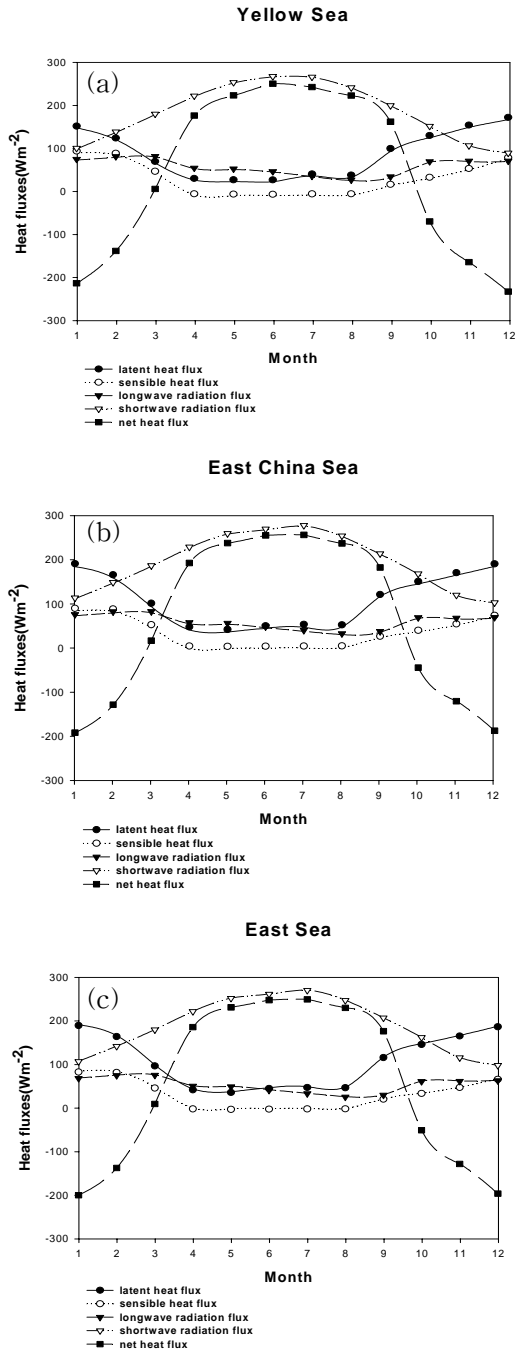 Yellow Sea
300
200
100
0
-100
-200
-300
Heat fluxes(Wm-2)
(a)
1 2 3 4 5 6 7 8 9 10 11 12
Month
latent heat flux
sensible heat flux
longwave radiation flux
shortwave radiation flux
net heat flux
East China Sea
300
200
100
0
-100
-200
-300
Heat fluxes(Wm-2)
(b)
1 2 3 4 5 6 7 8 9 10 11 12
Month
latent heat flux
sensible heat flux
longwave radiation flux
shortwave radiation flux
net heat flux
East Sea
300
200
100
0
-100
-200
-300
Heat fluxes(Wm-2)
(c)
1 2 3 4 5 6 7 8 9 10 11 12
Month
latent heat flux
sensible heat flux
longwave radiation flux
shortwave radiation flux
net heat flux